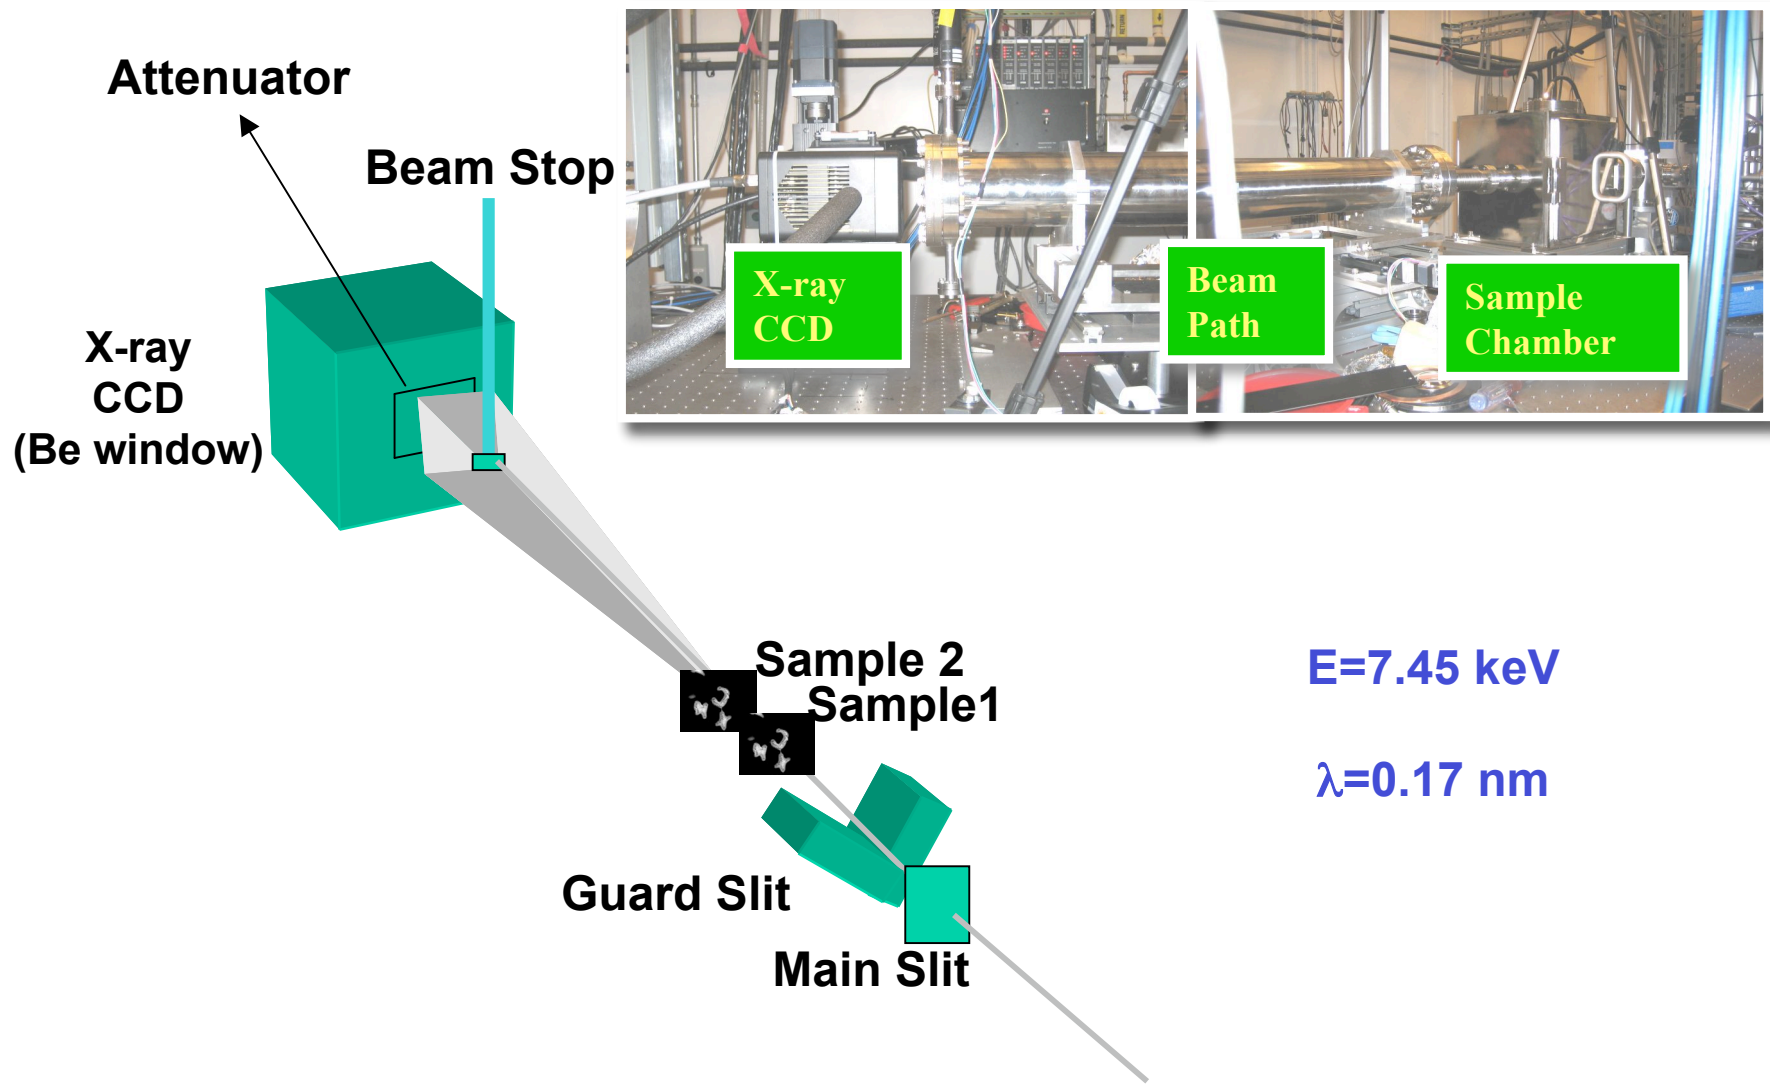 Attenuator
Beam Stop
X-ray
CCD
(Be window)
X-ray
CCD
Beam
Path
Sample
Chamber
RETURN
Sample 2
Sample1
E=7.45 keV
λ=0.17 nm
Guard Slit
Main Slit